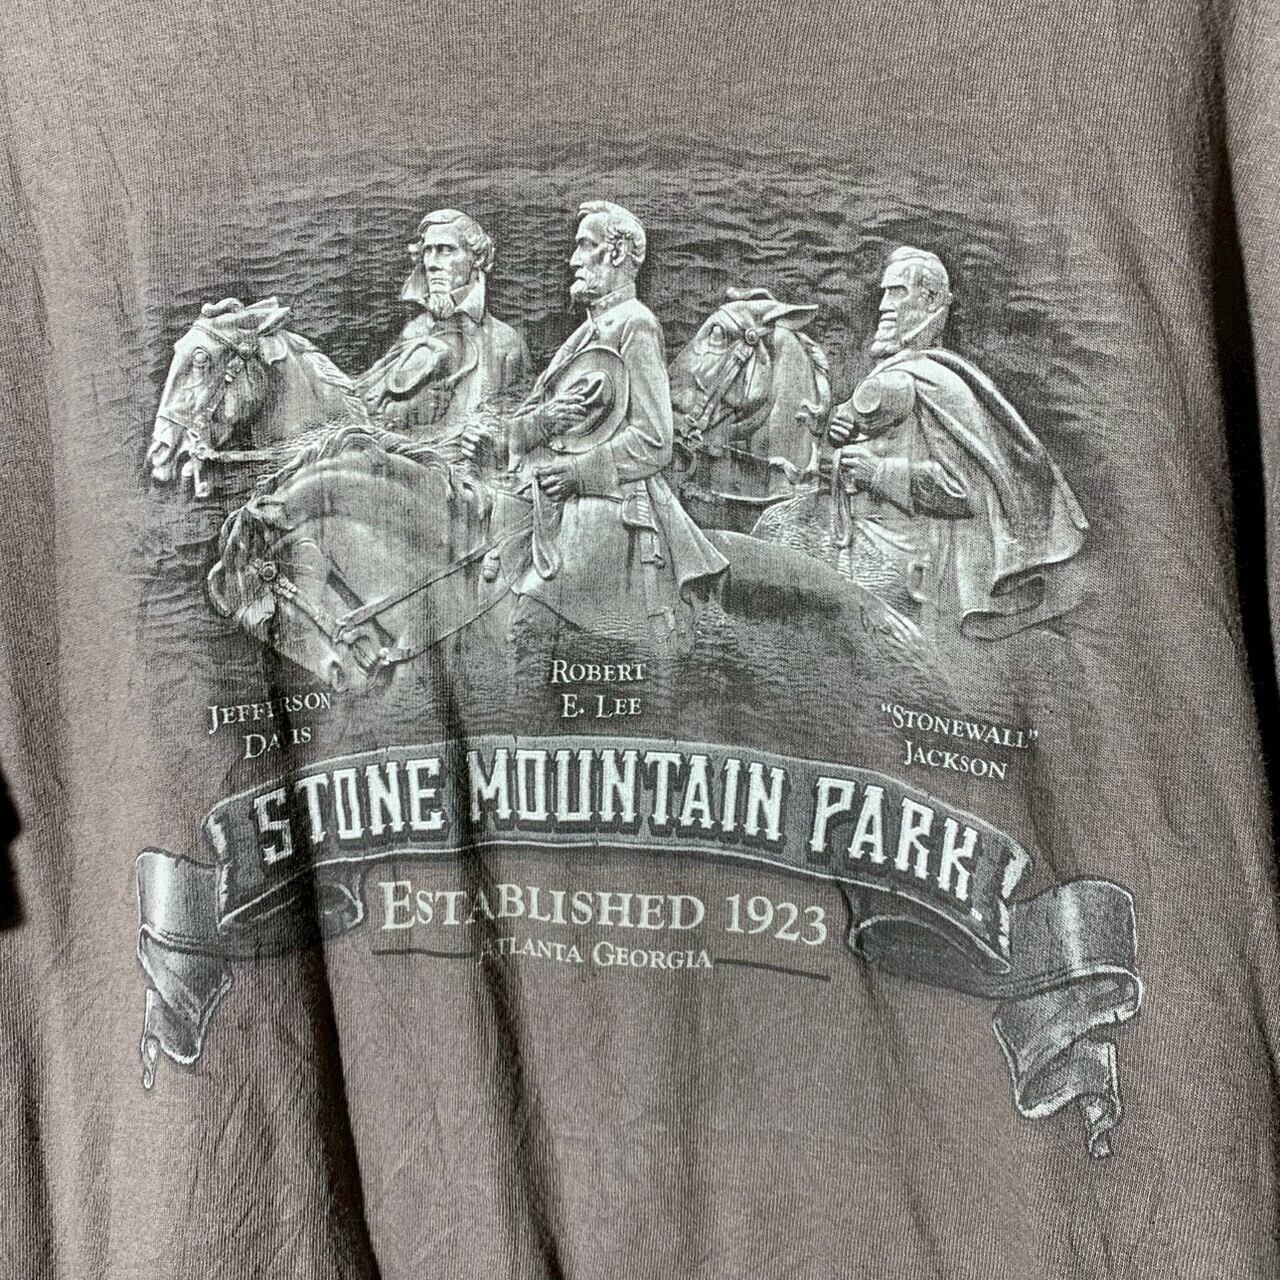 JEFFERSON
DAVIS
ROBERT
E. LEE
"STONEWALL"
JACKSON
STONE MOUNTAIN PARK
ESTABLISHED 1923
ATLANTA GEORGIA